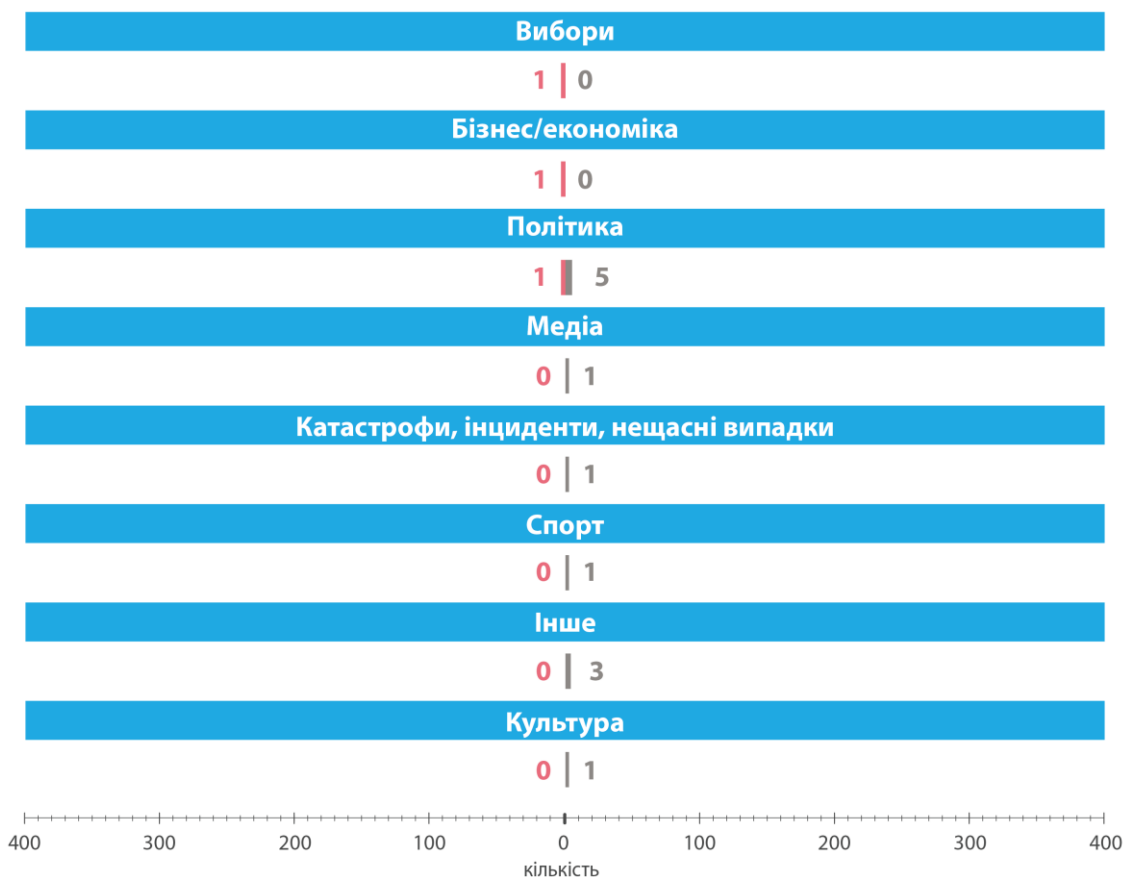 Вибори
1 0
Бізнес/економіка
1 0
Політика
1 5
Медіа
0 1
Катастрофи, інциденти, нещасні випадки
0 1
Спорт
0 1
Інше
0 3
Культура
0 1
400 300 200 100 0 100 200 300 400
кількість